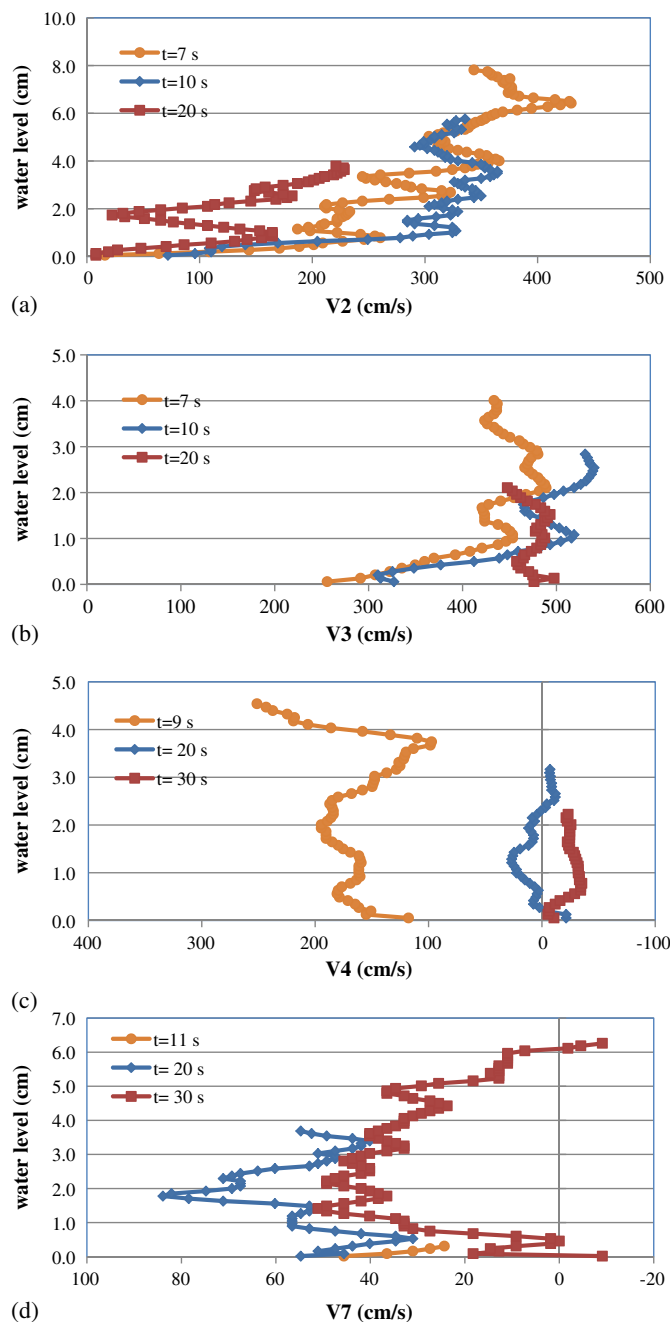 10.0
8.0
6.0
4.0
2.0
0.0
water level (cm)
t=7 s
t=10 s
t=20 s
0 100 200 300 400 500
(a)
V2 (cm/s)
5.0
4.0
3.0
2.0
1.0
0.0
water level (cm)
t=7 s
t=10 s
t=20 s
0 100 200 300 400 500 600
(b)
V3 (cm/s)
5.0
4.0
3.0
2.0
1.0
0.0
water level (cm)
t=9 s
t= 20 s
t= 30 s
400 300 200 100 0 -100
(c)
V4 (cm/s)
7.0
6.0
5.0
4.0
3.0
2.0
1.0
0.0
water level (cm)
t=11 s
t= 20 s
t= 30 s
100 80 60 40 20 0 -20
(d)
V7 (cm/s)